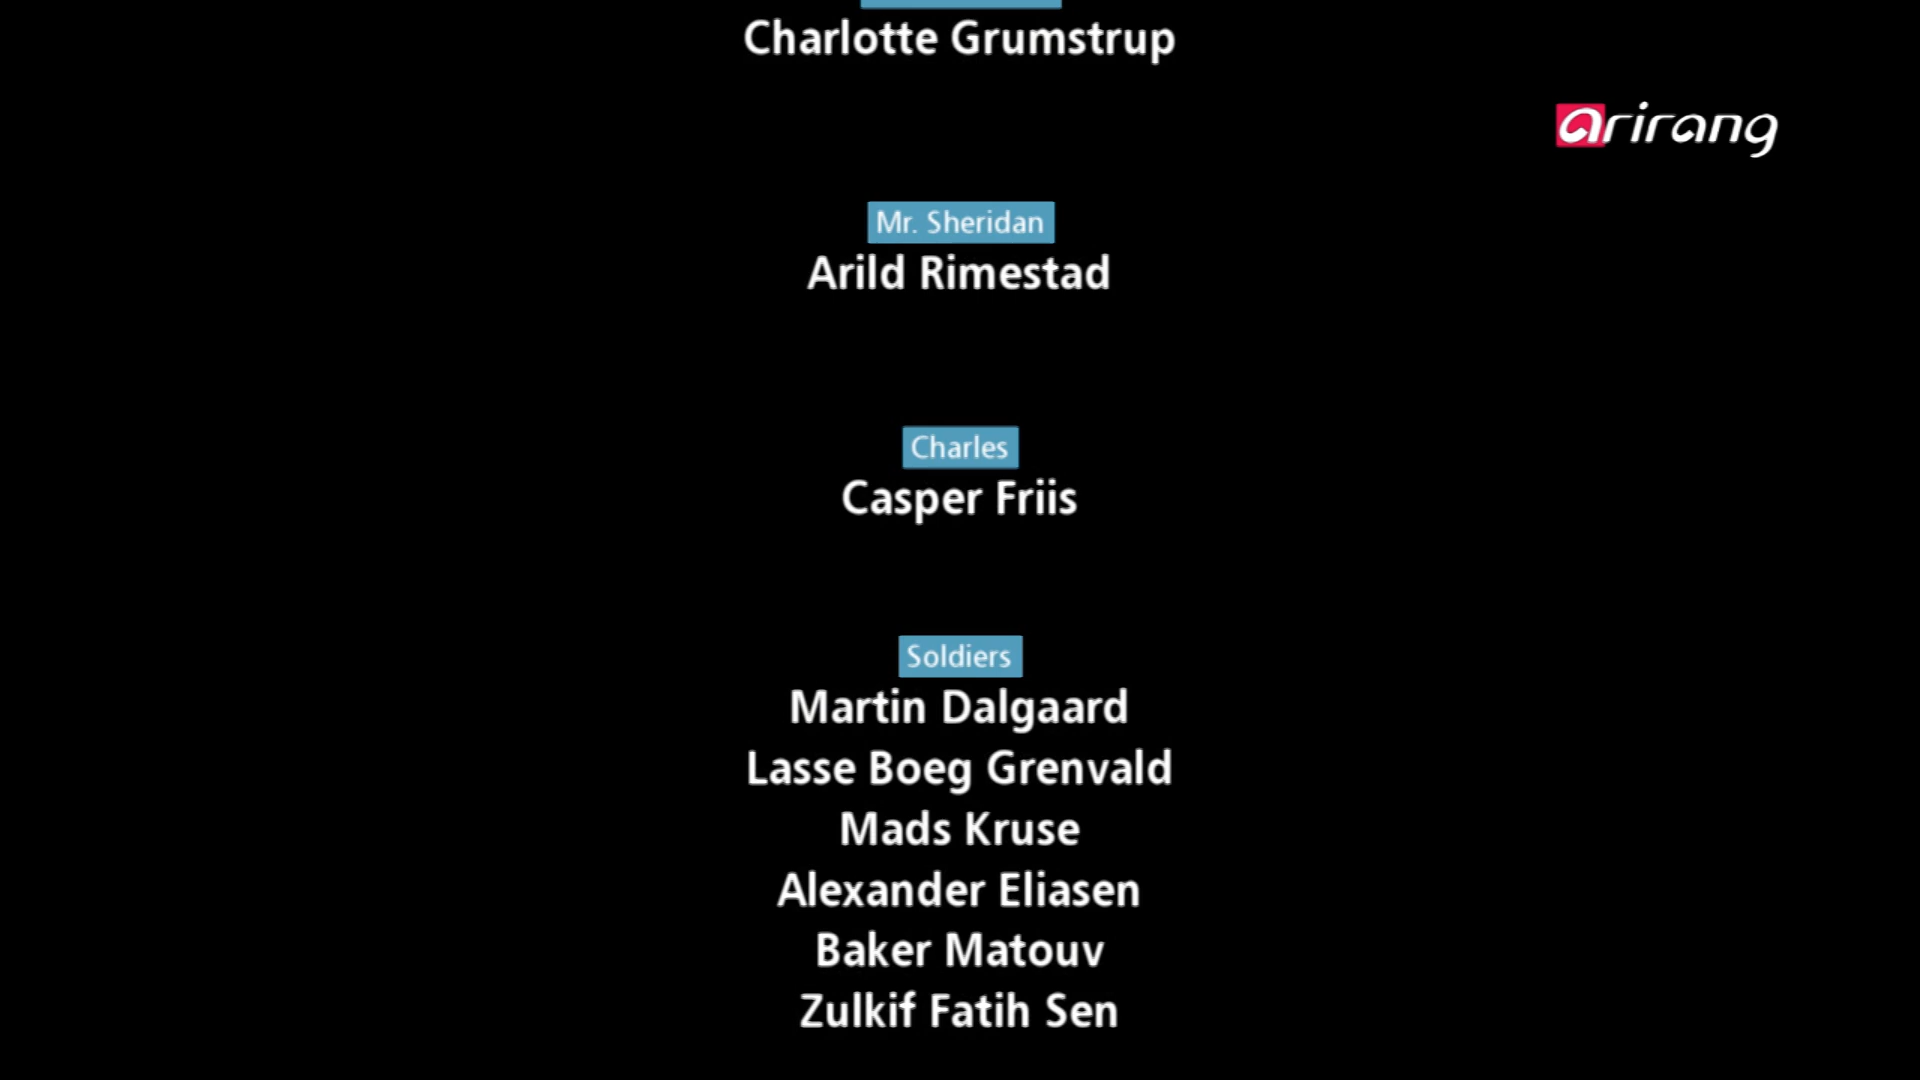 Charlotte Grumstrup
arirang
Mr. Sheridan
Arild Rimestad
Charles
Casper Friis
Soldiers
Martin Dalgaard
Lasse Boeg Grenvald
Mads Kruse
Alexander Eliasen
Baker Matouv
Zulkif Fatih Sen